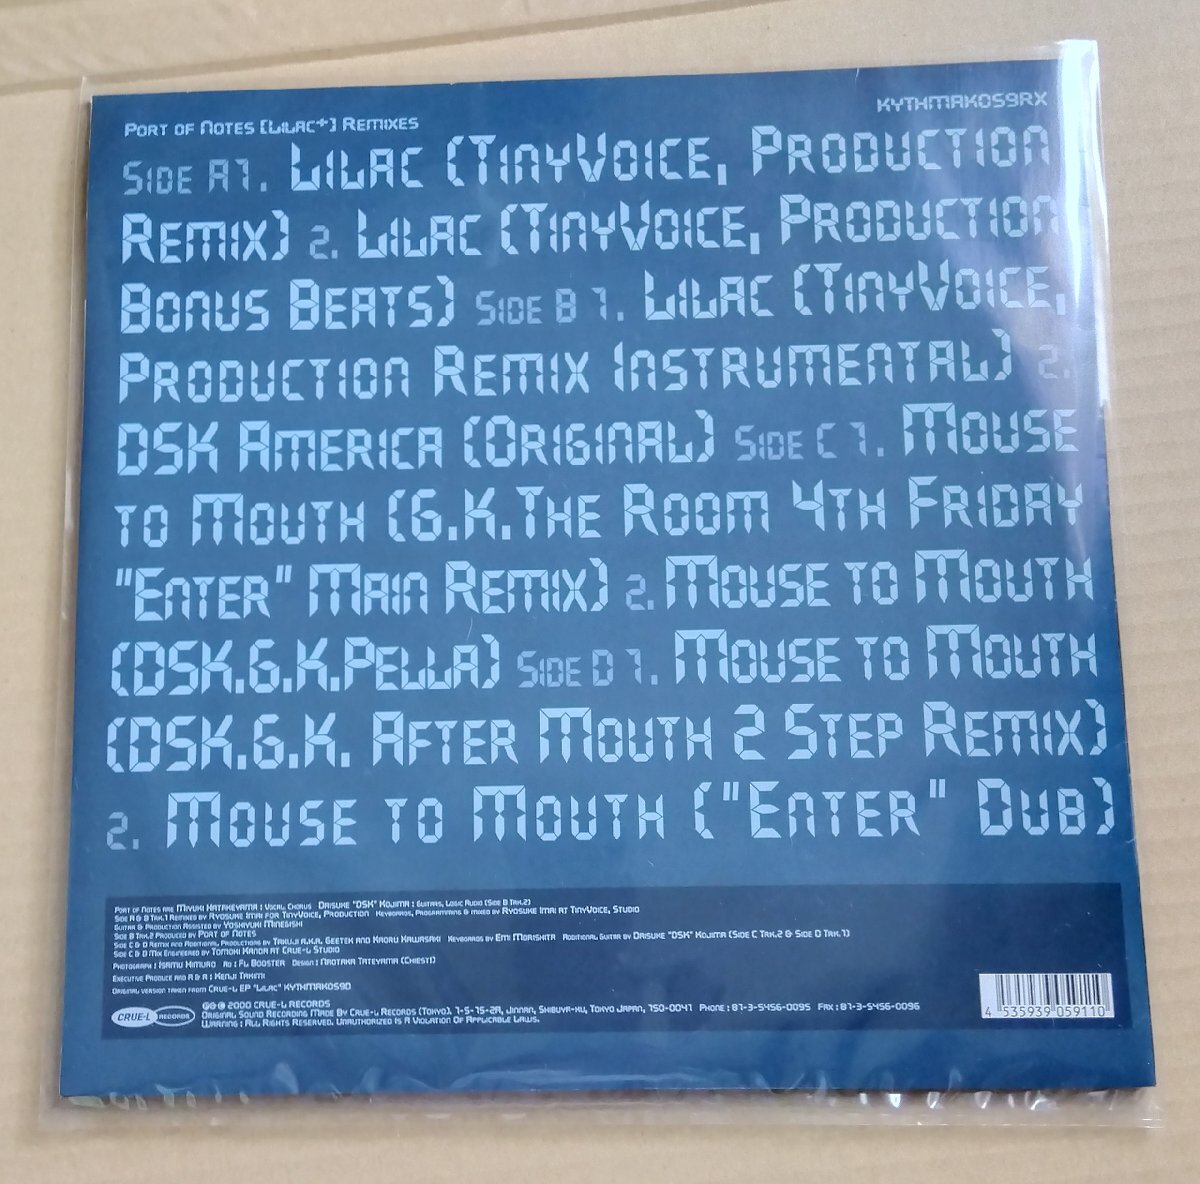 KYTHMAKOS9RX
Port of Notes [Lilac+] Remixes
Side A1. Lilac (TinyVoice, Production
Remix) 2. Lilac (TinyVoice, Production
Bonus Beats) Side B 1. Lilac (TinyVoice,
Production Remix Instrumental) 2.
DSK America (Original) Side C 1. Mouse
to Mouth (G.K.The Room 4th Friday
"Enter" Main Remix) 2. Mouse to Mouth
(DSK.G.K.Pella) Side D 1. Mouse to Mouth
(DSK.G.K. After Mouth 2 Step Remix)
2. Mouse to Mouth ("Enter" Dub)
Port of Notes are Miyuki Hatakeyama : Vocal Chorus Daisuke "DSK" Kojima : Guitars, Logic Audio (Side B Trk.2)
Side A & B Trk.1 Remixed by Ryosuke Imai for TinyVoice, Production Keyboards, Programming & mixed by Ryosuke Imai at TinyVoice, Studio
Guitar & Production Assisted by Yoshiyuki Minegishi
Side B Trk.2 Produced by Port of Notes
Side C & D Remix and Additional Productions by Takuji a.k.a. Geetek and Kaoru Kawasaki Keyboards by Emi Morishita Additional Guitar by Daisuke "DSK" Kojima (Side C Trk.2 & Side D Trk.1)
Side C & D Mix Engineered by Tomoki Kanda at Crue-L Studio
Photograph : Isamu Himuro Ad : FL Booster Design : Naotaka Tateyama (Chiest!)
Executive Produce and A & R : Kenji Takimi
Original version taken from Crue-L EP "Lilac" KYTHMAKOS9D
CRUE-L RECORDS
℗&© 2000 CRUE-L RECORDS
Original Sound Recording Made By Crue-L Records (Tokyo). 1-5-15-2A, Jinnan, Shibuya-ku, Tokyo Japan, 150-0041 Phone : 81-3-5456-0095 Fax : 81-3-5456-0096
Warning : All Rights Reserved. Unauthorized Is A Violation Of Applicable Laws.
4 535939 059110